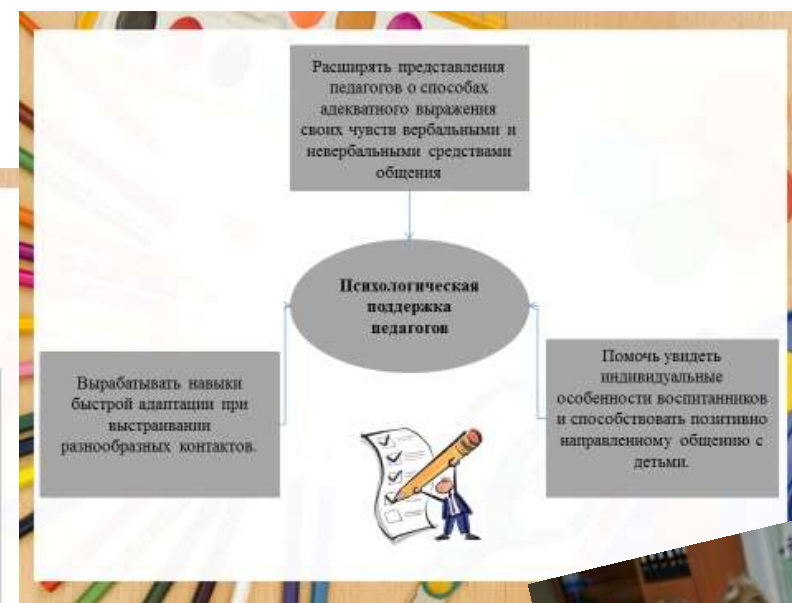 Расширять представления
педагогов о способах
адекватного выражения
своих чувств вербальными и
невербальными средствами
общения
Психологическая
поддержка
педагогов
Вырабатывать навыки
быстрой адаптации при
выстраивании
разнообразных контактов.
Помочь увидеть
индивидуальные
особенности воспитанников
и способствовать позитивно
направленному общению с
детьми.